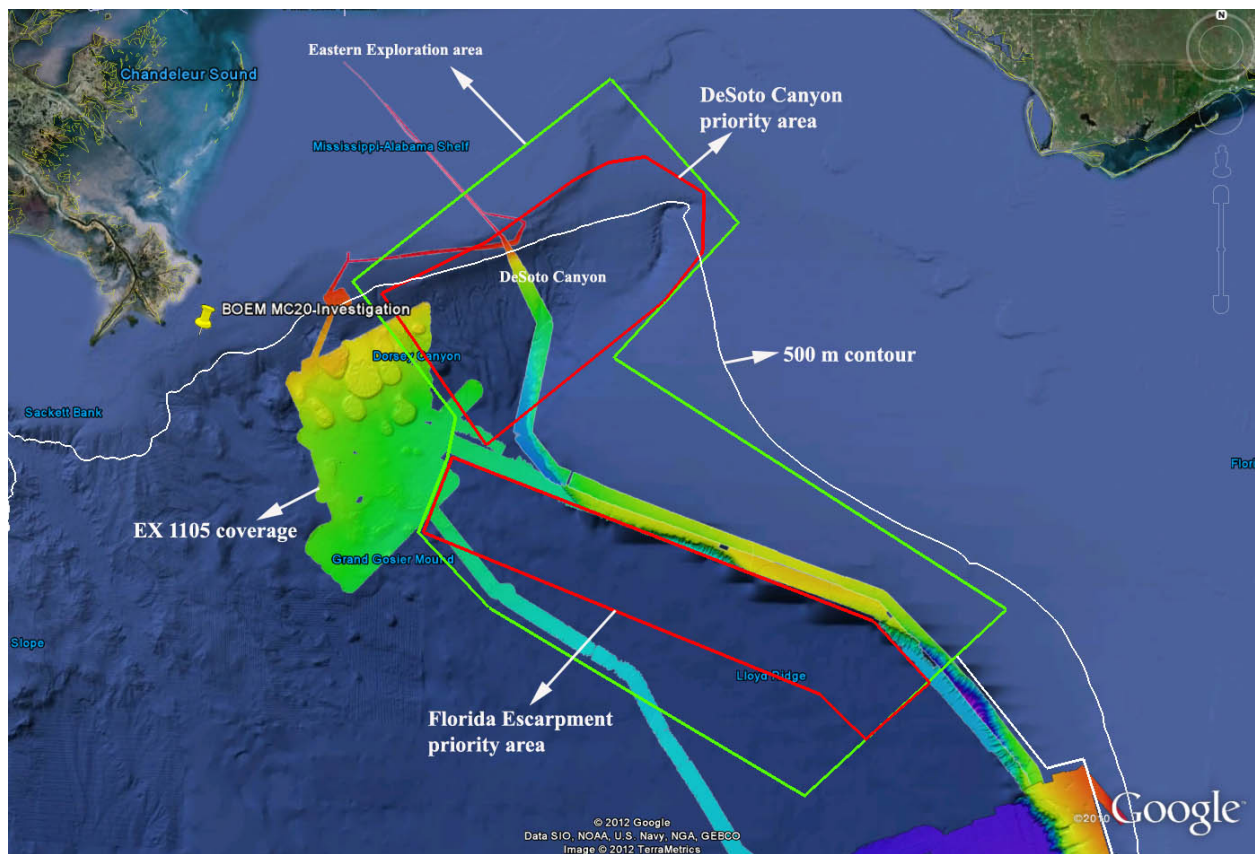 N
Eastern Exploration area
Chandeleur Sound
DeSoto Canyon
priority area
Mississippi-Alabama Shelf
DeSoto Canyon
BOEM MC20-Investigation
Dorsey Canyon
500 m contour
Sackett Bank
Flori
EX 1105 coverage
Grand Gosier Mound
Slope
Lloyd Ridge
Florida Escarpment
priority area
© 2012 Google
Data SIO, NOAA, U.S. Navy, NGA, GEBCO
Image © 2012 TerraMetrics
©2010 Google